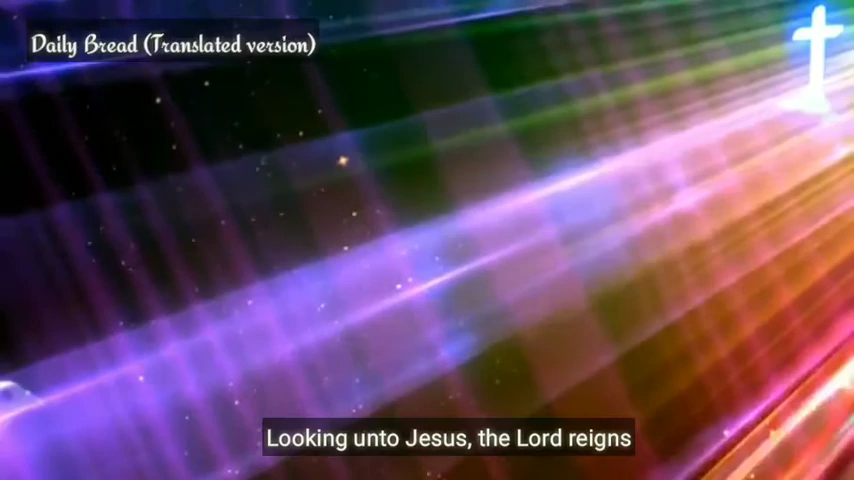 Daily Bread (Translated version)
Looking unto Jesus, the Lord reigns